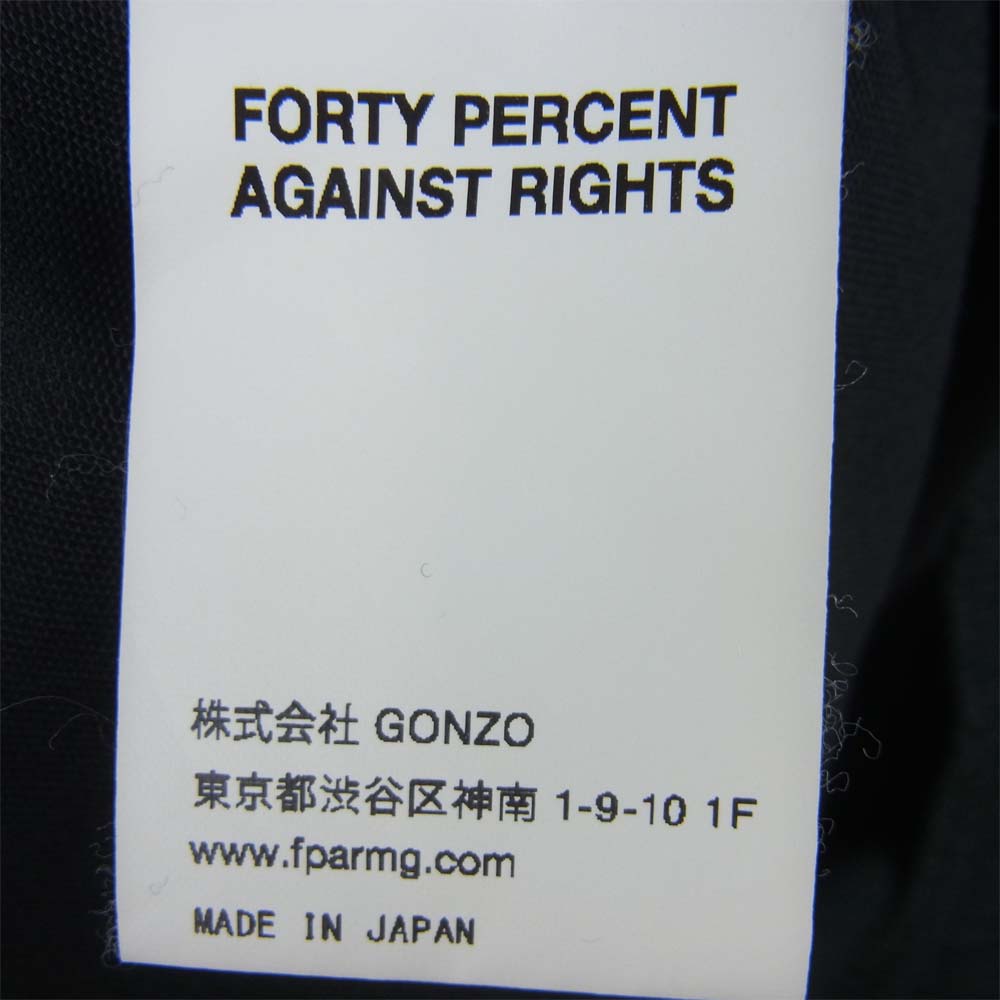 FORTY PERCENT
AGAINST RIGHTS
株式会社 GONZO
東京都渋谷区神南 1-9-10 1F
www.fparmg.com
MADE IN JAPAN